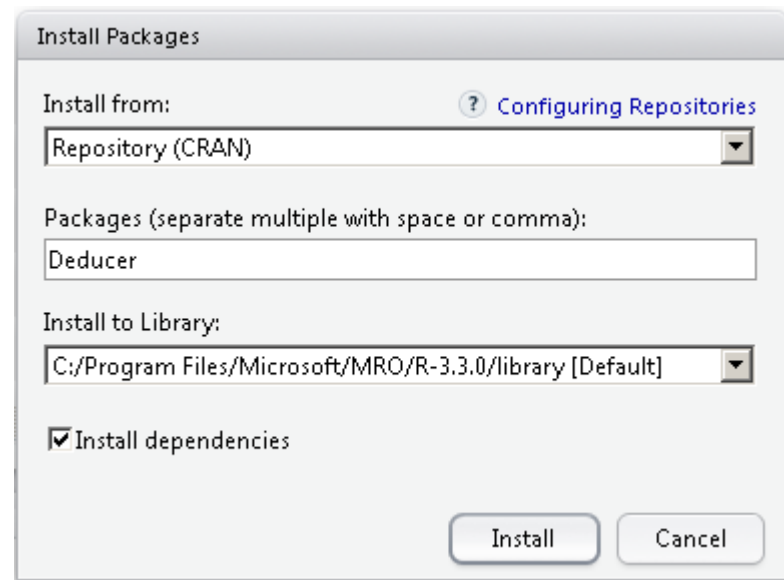 Install Packages
Install from:
? Configuring Repositories
Repository (CRAN)
Packages (separate multiple with space or comma):
Deducer
Install to Library:
C:/Program Files/Microsoft/MRO/R-3.3.0/library [Default]
Install dependencies
Install
Cancel